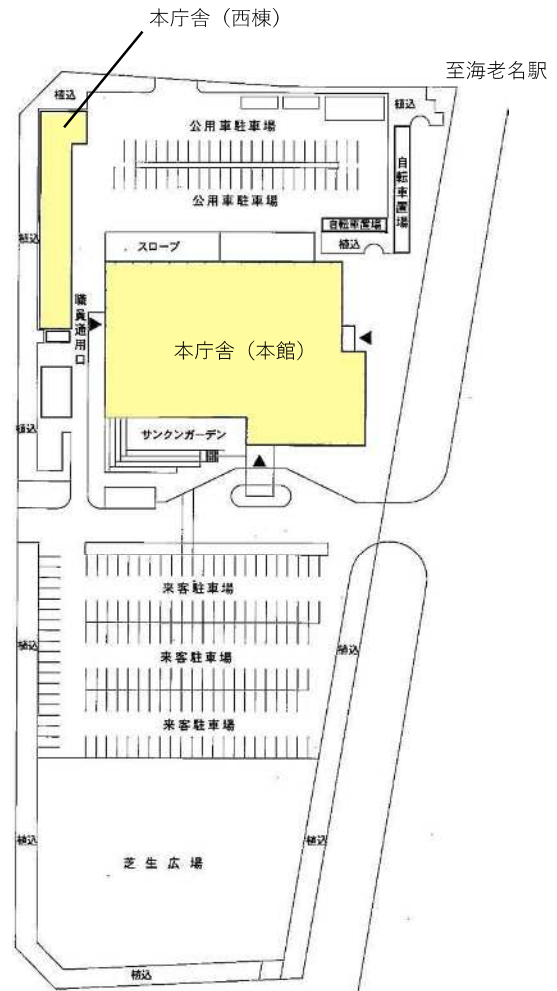 本庁舎（西棟）
至海老名駅
植込
植込
公用車駐車場
公用車駐車場
自転車置場
自転車置場
植込
植込
スロープ
職員通用口
本庁舎（本館）
サンクンガーデン
植込
来客駐車場
来客駐車場
来客駐車場
植込
植込
植込
植込
芝生広場
植込